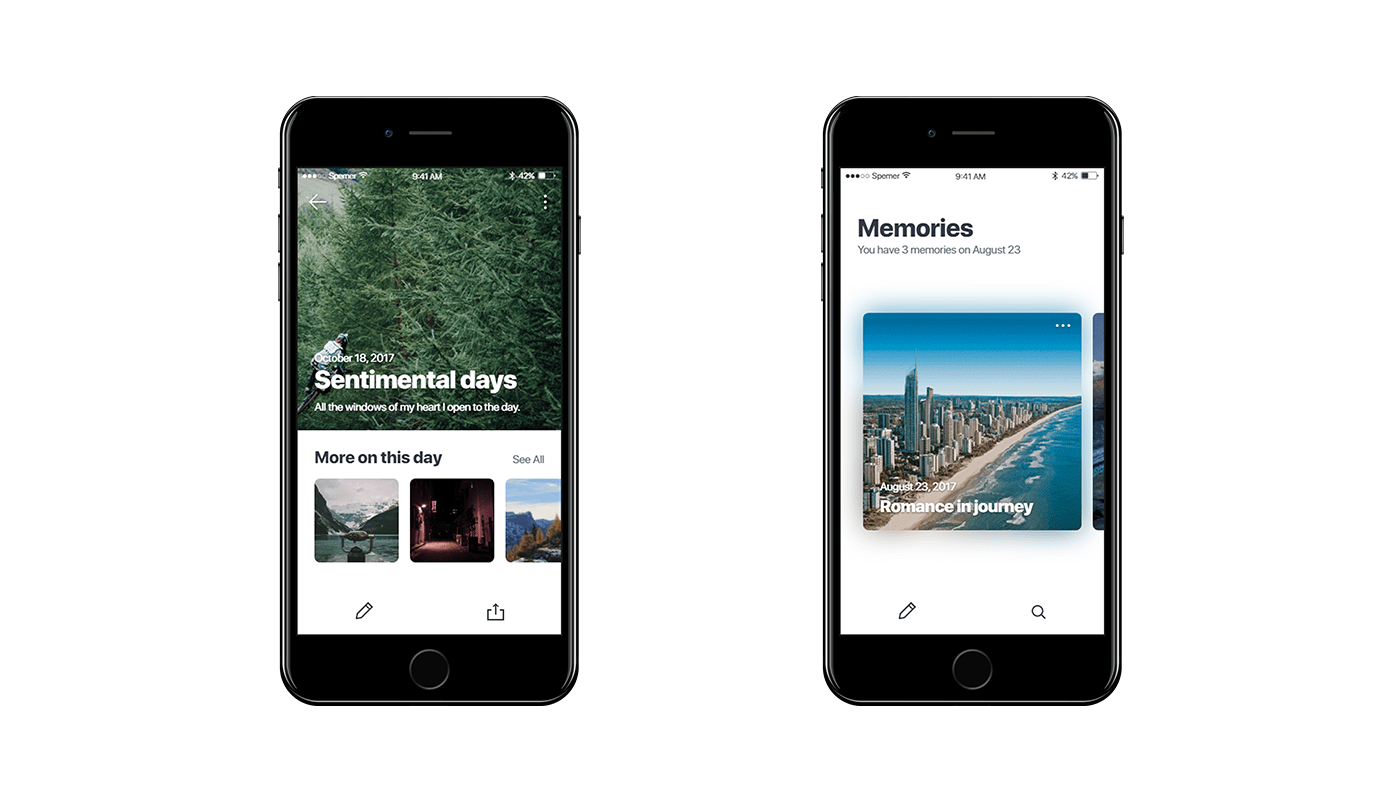 Spemer 9:41 AM 42%
October 18, 2017
Sentimental days
All the windows of my heart I open to the day.
More on this day See All
Spemer 9:41 AM 42%
Memories
You have 3 memories on August 23
August 23, 2017
Romance in journey